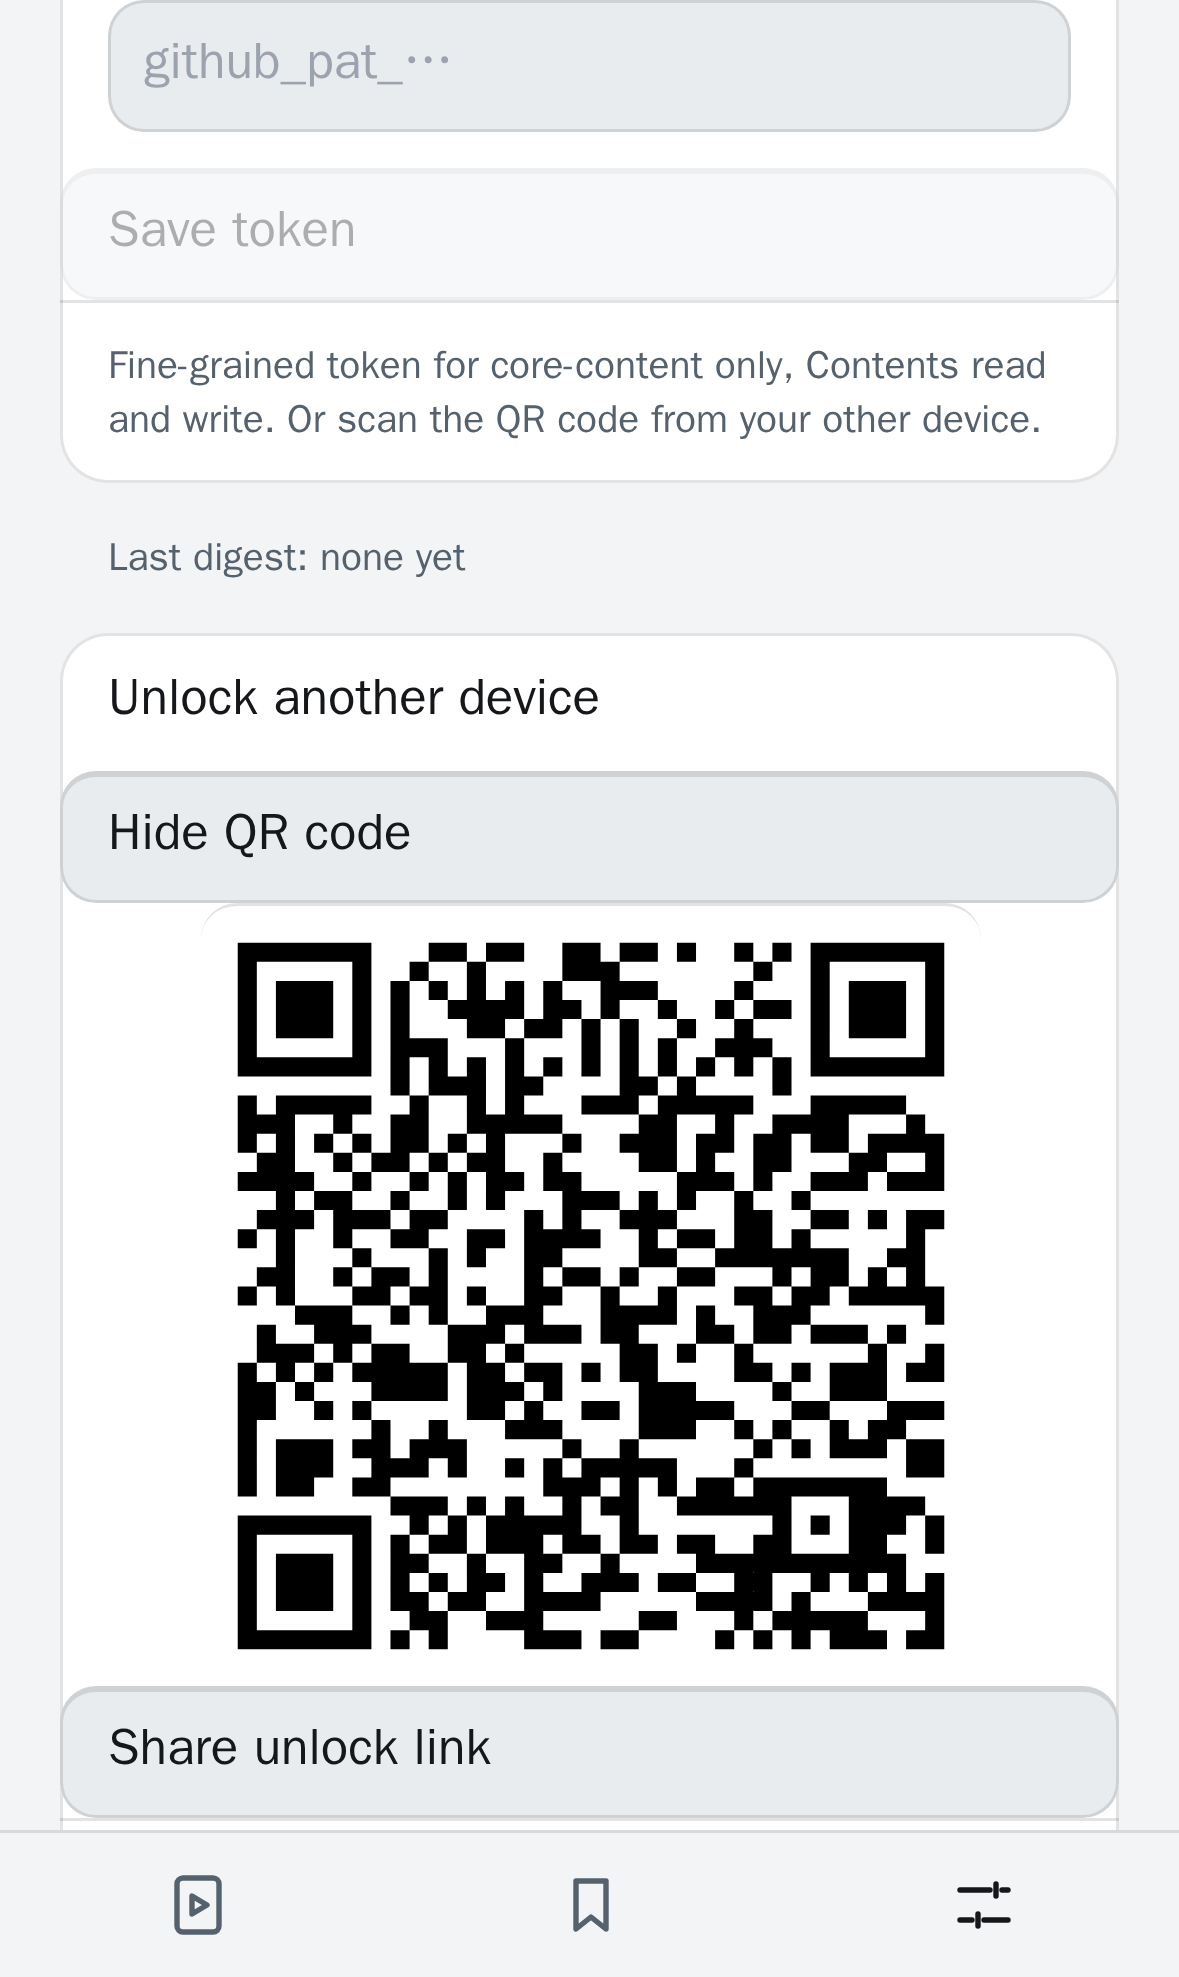 github_pat_···
Save token
Fine-grained token for core-content only, Contents read
and write. Or scan the QR code from your other device.
Last digest: none yet
Unlock another device
Hide QR code
Share unlock link